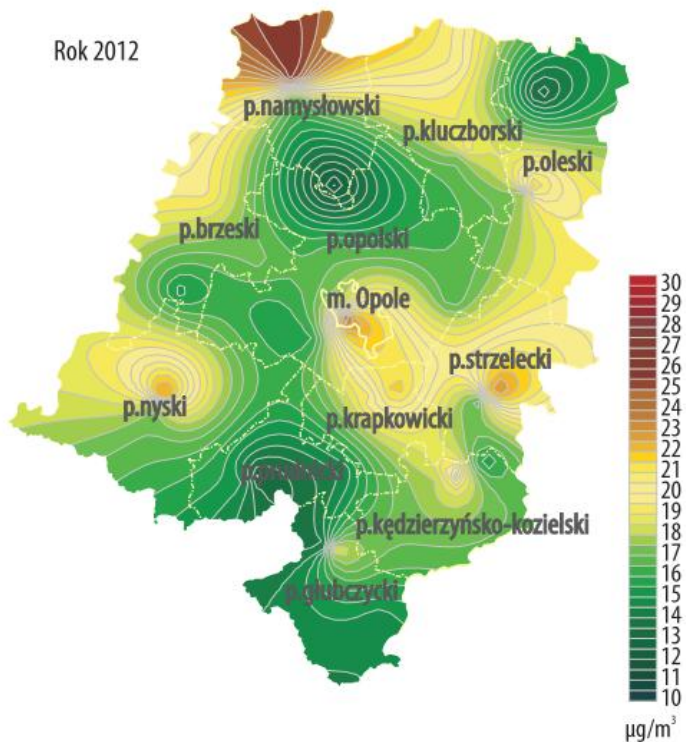 Rok 2012
p.namysłowski
p.kluczborski
p.oleski
p.brzeski
p.opolski
m. Opole
p.strzelecki
p.nyski
p.krapkowicki
p.prudnicki
p.kędzierzyńsko-kozielski
p.głubczycki
30
29
28
27
26
25
24
23
22
21
20
19
18
17
16
15
14
13
12
11
10
µg/m³